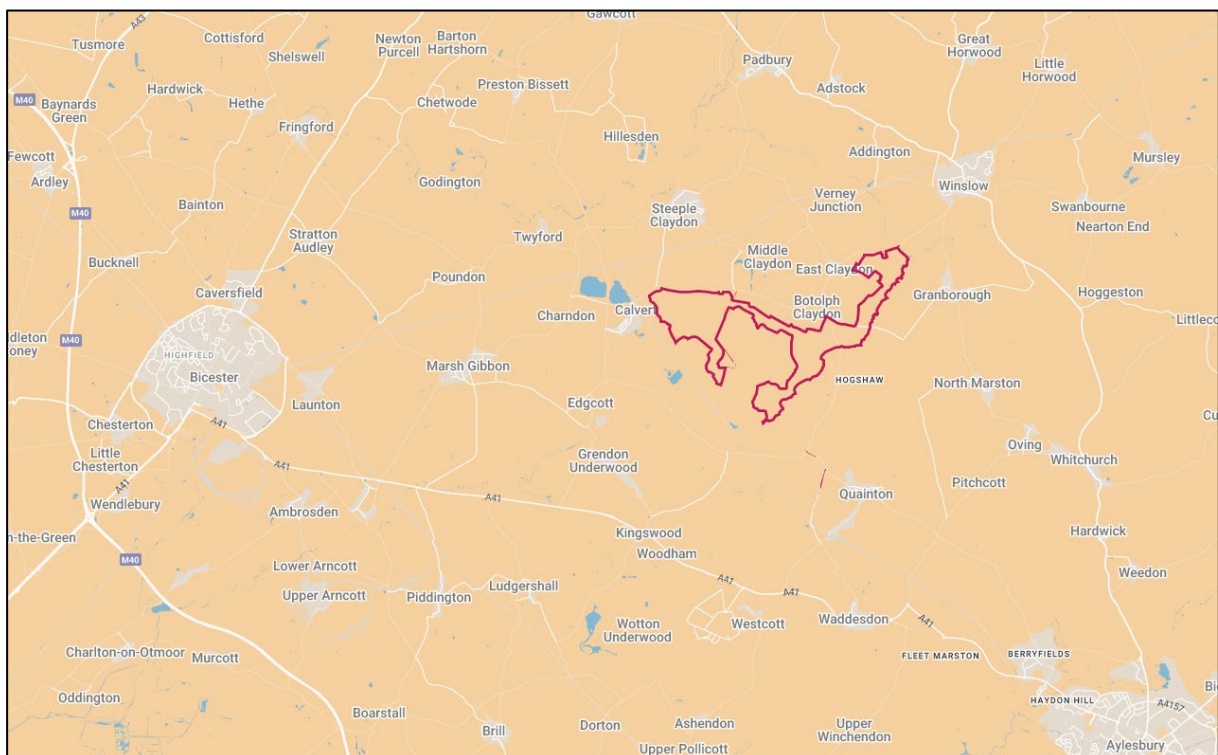 Gawcott
A43
Tusmore
Cottisford
Shelswell
Newton
Purcell
Barton
Hartshorn
Padbury
Great
Horwood
Little
Horwood
M40
Baynards
Green
Hardwick
Hethe
Chetwode
Preston Bissett
Adstock
Fringford
Hillesden
Addington
Mursley
Fewcott
Ardley
Godington
Winslow
Bainton
Steeple
Claydon
Verney
Junction
Swanbourne
Nearton End
M40
Stratton
Audley
Twyford
Bucknell
Poundon
Middle
Claydon
East Claydon
Caversfield
Charndon
Calvert
Botolph
Claydon
Granborough
Hoggeston
HIGHFIELD
Bicester
Marsh Gibbon
HOGSHAW
North Marston
Launton
Edgcott
Chesterton
A41
Little
Chesterton
A41
A41
Grendon
Underwood
Oving
Whitchurch
Pitchcott
Wendlebury
Ambrosden
A41
Quainton
Kingswood
Woodham
Hardwick
M40
Lower Arncott
Upper Arncott
Piddington
Ludgershall
A41
A41
Weedon
Wotton
Underwood
Westcott
Waddesdon
A41
Charlton-on-Otmoor
Murcott
FLEET MARSTON
BERRYFIELDS
Oddington
HAYDON HILL
A4157
Boarstall
Brill
Dorton
Ashendon
Upper
Winchendon
Upper Pollicott
Aylesbury